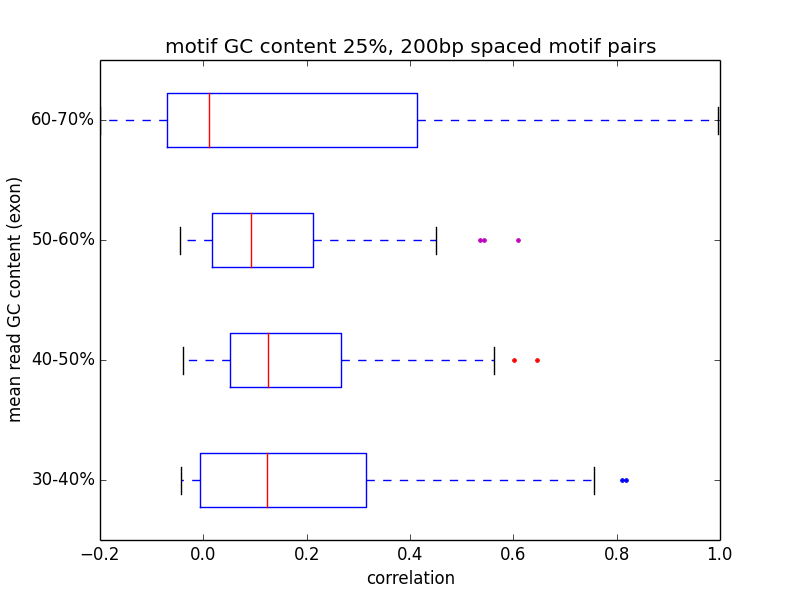 motif GC content 25%, 200bp spaced motif pairs
mean read GC content (exon)
60-70%
50-60%
40-50%
30-40%
−0.2 0.0 0.2 0.4 0.6 0.8 1.0
correlation